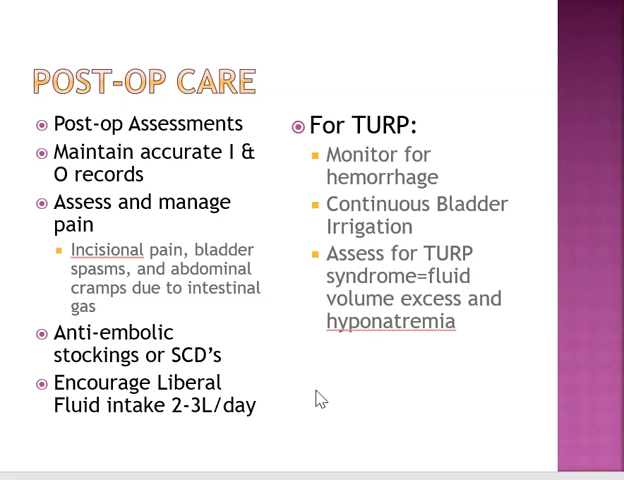 POST-OP CARE
Post-op Assessments
Maintain accurate I &
O records
Assess and manage
pain
Incisional pain, bladder
spasms, and abdominal
cramps due to intestinal
gas
Anti-embolic
stockings or SCD's
Encourage Liberal
Fluid intake 2-3L/day
For TURP:
Monitor for
hemorrhage
Continuous Bladder
Irrigation
Assess for TURP
syndrome=fluid
volume excess and
hyponatremia